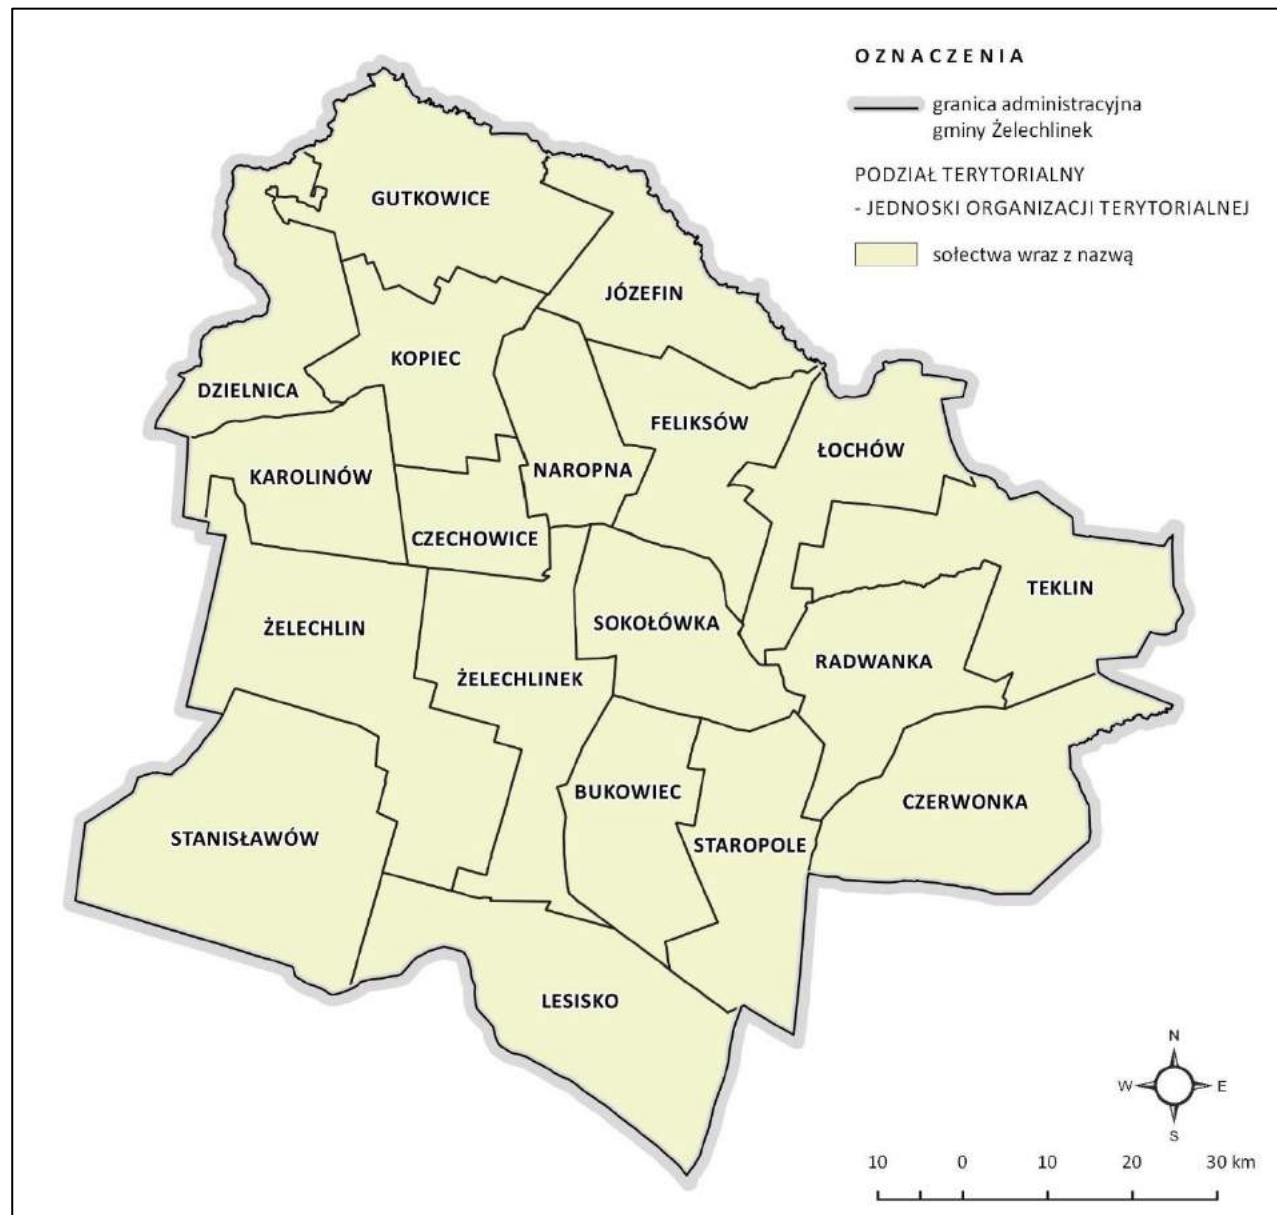 OZNACZENIA
granica administracyjna
gminy Żelechlinek
PODZIAŁ TERYTORIALNY
- JEDNOSKI ORGANIZACJI TERYTORIALNEJ
sołectwa wraz z nazwą
GUTKOWICE
JÓZEFIN
KOPIEC
DZIELNICA
FELIKSÓW
ŁOCHÓW
KAROLINÓW
NAROPNA
CZECHOWICE
TEKLIN
ŻELECHLIN
SOKOŁÓWKA
RADWANKA
ŻELECHLINEK
BUKOWIEC
CZERWONKA
STANISŁAWÓW
STAROPOLE
LESISKO
N
W E
S
10 0 10 20 30 km